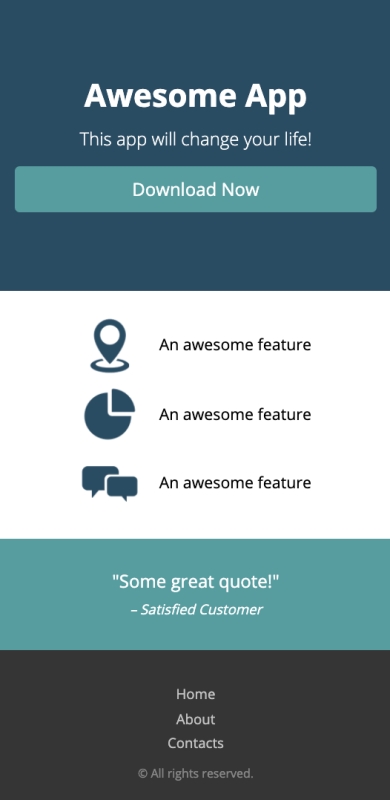 Awesome App
This app will change your life!
Download Now
An awesome feature
An awesome feature
An awesome feature
"Some great quote!"
– Satisfied Customer
Home
About
Contacts
© All rights reserved.